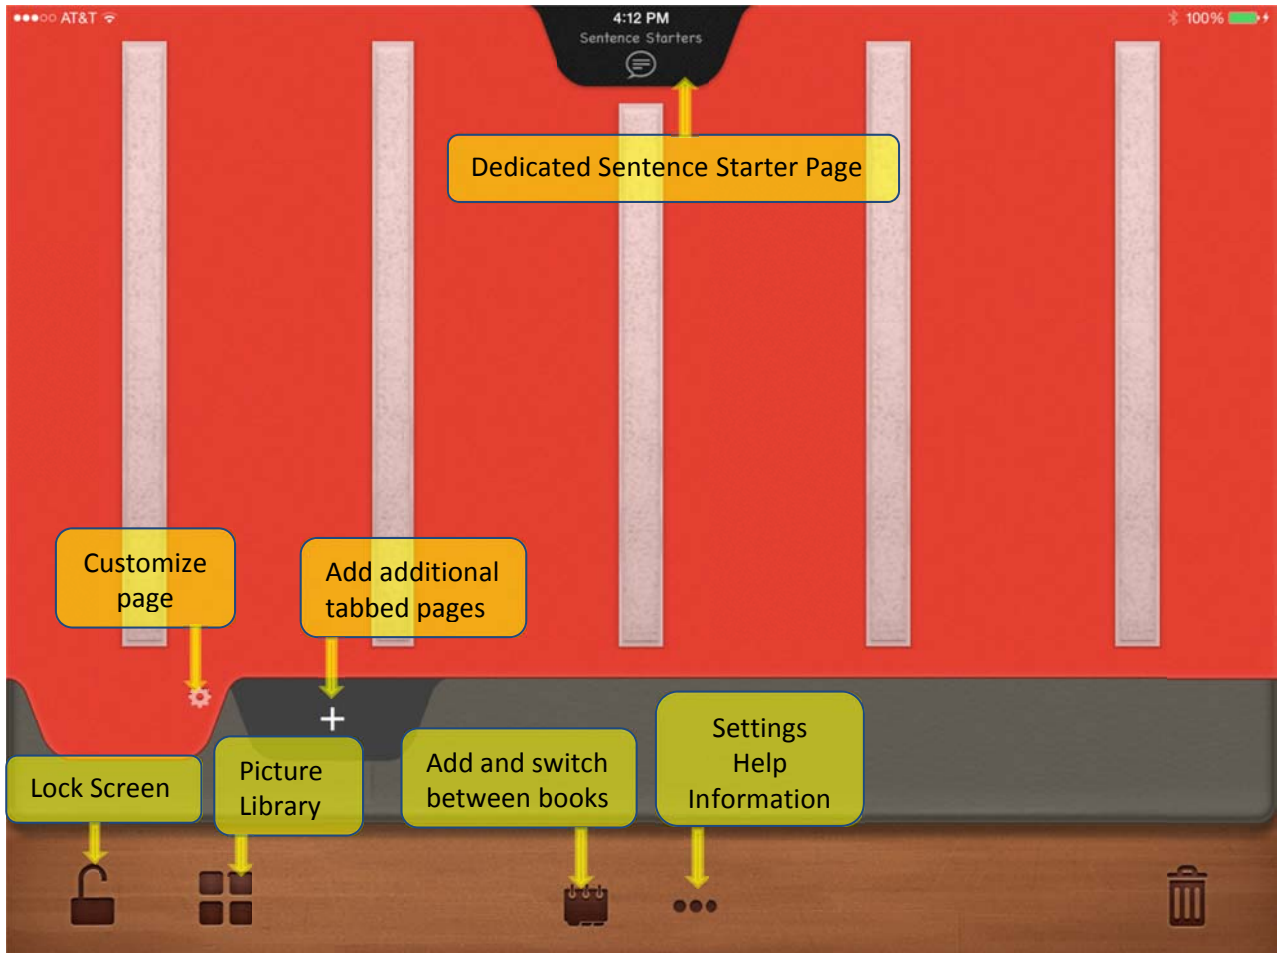 AT&T
4:12 PM
100%
Sentence Starters
Dedicated Sentence Starter Page
Customize
page
Add additional
tabbed pages
Lock Screen
Picture
Library
Add and switch
between books
Settings
Help
Information